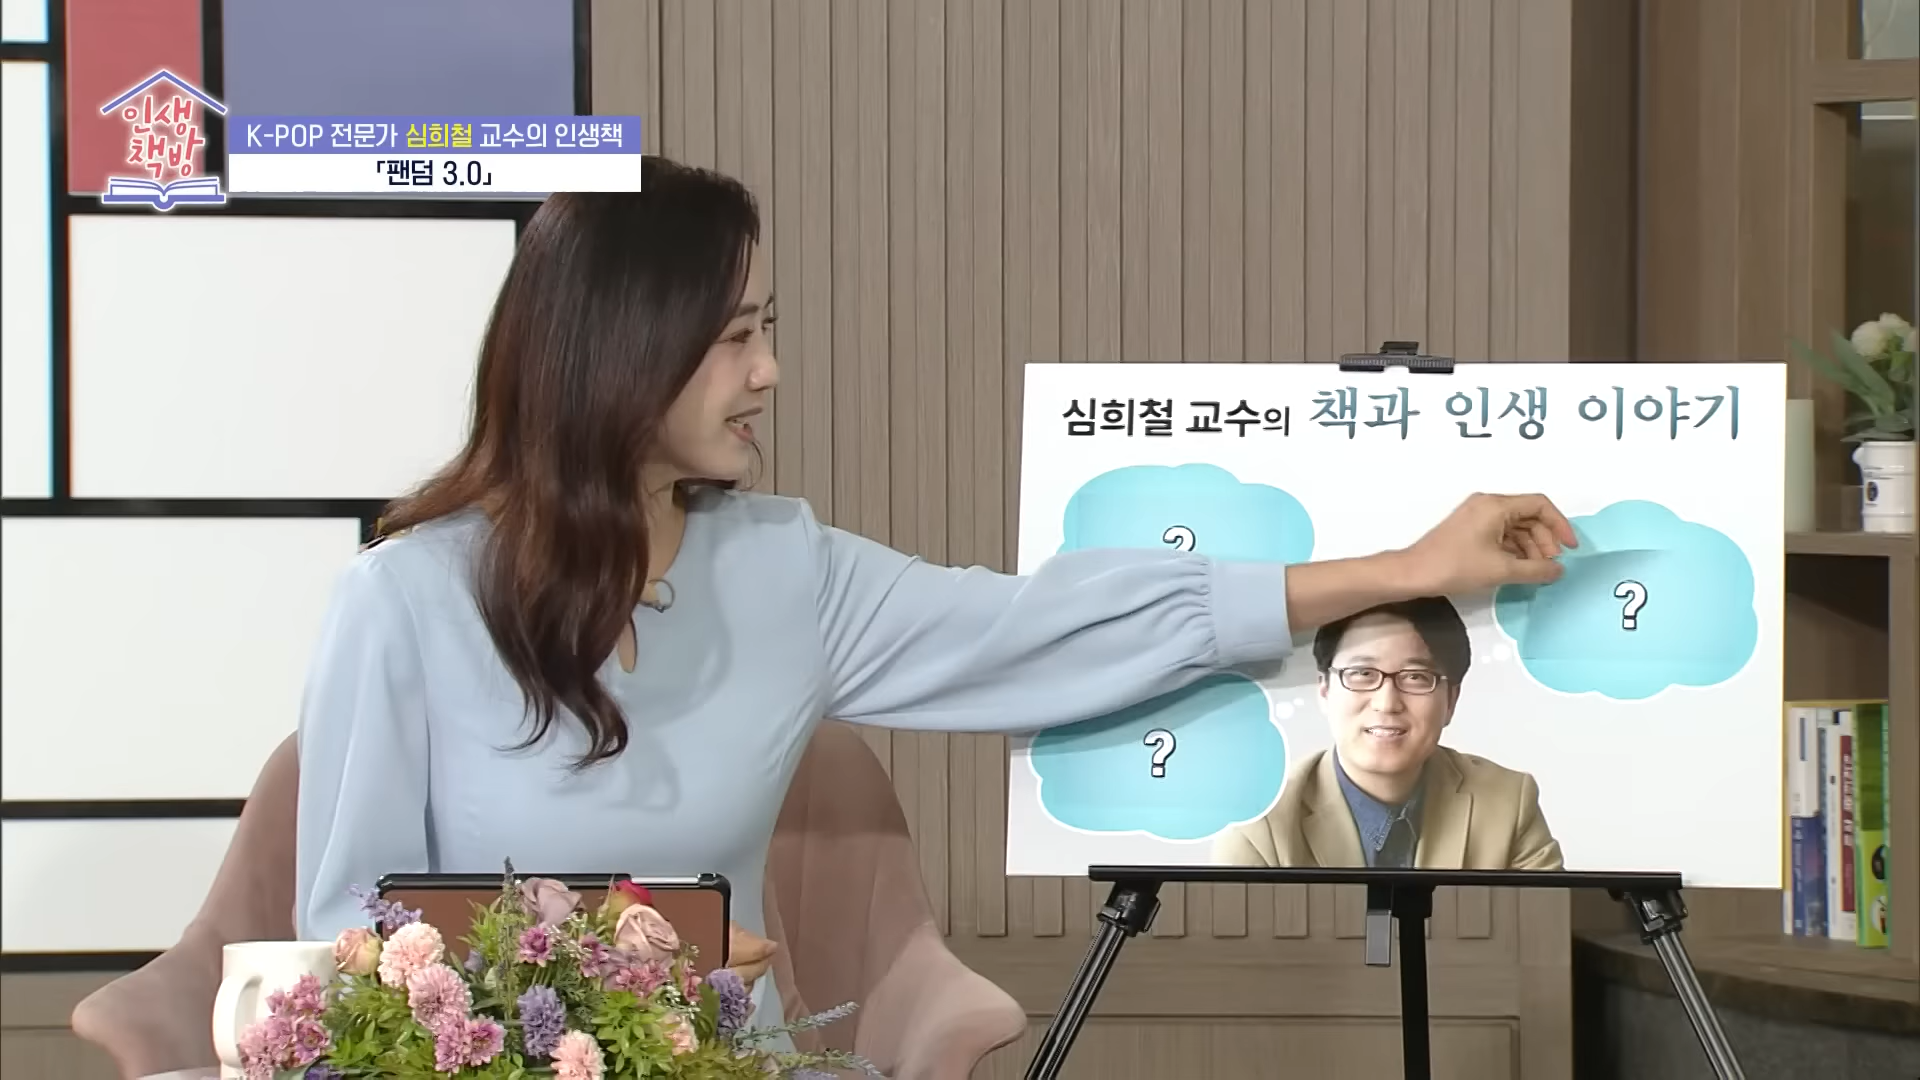 인생
책방
K-POP 전문가 심희철 교수의 인생책
「팬덤 3.0」
심희철 교수의 책과 인생 이야기
?
?
?